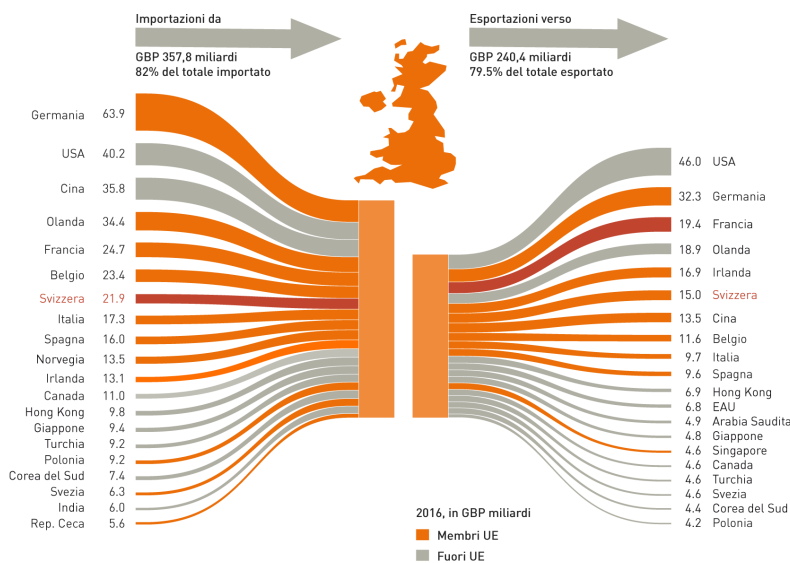 Importazioni da
GBP 357,8 miliardi
82% del totale importato
Germania 63.9
USA 40.2
Cina 35.8
Olanda 34.4
Francia 24.7
Belgio 23.4
Svizzera 21.9
Italia 17.3
Spagna 16.0
Norvegia 13.5
Irlanda 13.1
Canada 11.0
Hong Kong 9.8
Giappone 9.4
Turchia 9.2
Polonia 9.2
Corea del Sud 7.4
Svezia 6.3
India 6.0
Rep. Ceca 5.6
Esportazioni verso
GBP 240,4 miliardi
79.5% del totale esportato
46.0 USA
32.3 Germania
19.4 Francia
18.9 Olanda
16.9 Irlanda
15.0 Svizzera
13.5 Cina
11.6 Belgio
9.7 Italia
9.6 Spagna
6.9 Hong Kong
6.8 EAU
4.9 Arabia Saudita
4.8 Giappone
4.6 Singapore
4.6 Canada
4.6 Turchia
4.6 Svezia
4.4 Corea del Sud
4.2 Polonia
2016, in GBP miliardi
Membri UE
Fuori UE